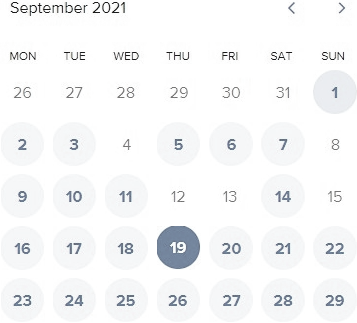 September 2021
MON TUE WED THU FRI SAT SUN
26 27 28 29 30 31 1
2 3 4 5 6 7 8
9 10 11 12 13 14 15
16 17 18 19 20 21 22
23 24 25 26 27 28 29